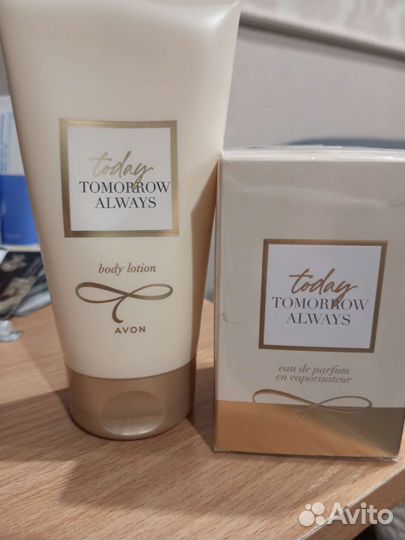 today
TOMORROW
ALWAYS
body lotion
AVON
today
TOMORROW
ALWAYS
eau de parfum
en vaporisateur
Avito